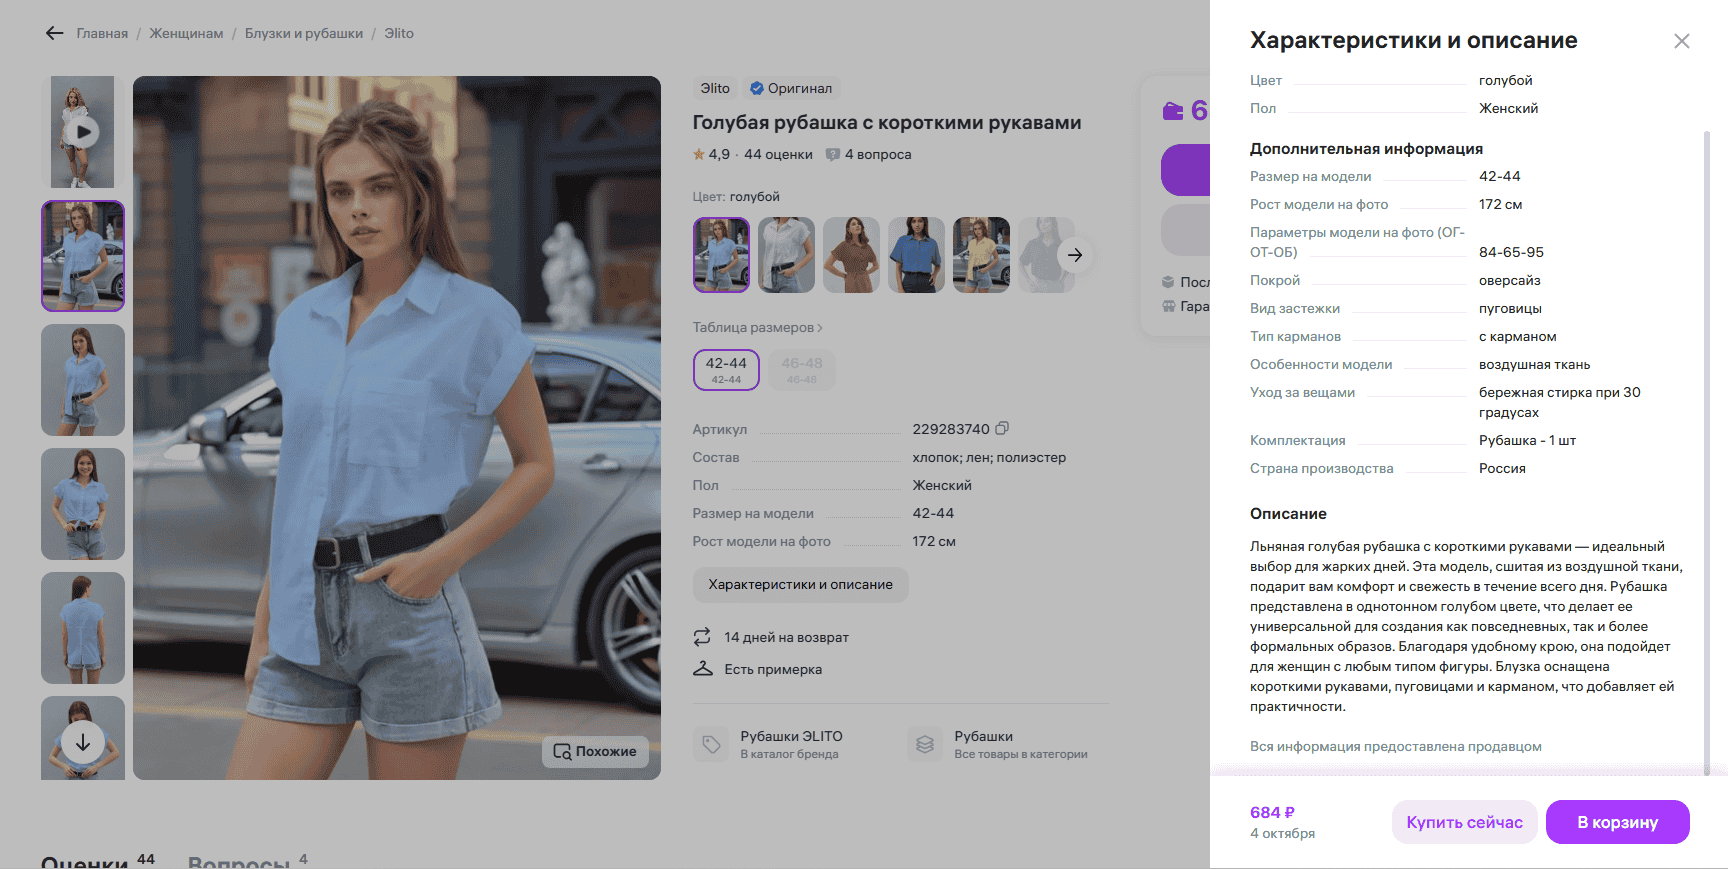 Главная / Женщинам / Блузки и рубашки / Эlito
Эlito
Оригинал
Голубая рубашка с короткими рукавами
4,9 · 44 оценки
4 вопроса
Цвет: голубой
Таблица размеров
42-44
42-44
46-48
46-48
Артикул 229283740
Состав хлопок; лен; полиэстер
Пол Женский
Размер на модели 42-44
Рост модели на фото 172 см
Характеристики и описание
14 дней на возврат
Есть примерка
Рубашки ЭLITO
В каталог бренда
Рубашки
Все товары в категории
Похожие
Оценки 44
Вопросы 4
6
Посл
Гара
Характеристики и описание
Цвет голубой
Пол Женский
Дополнительная информация
Размер на модели 42-44
Рост модели на фото 172 см
Параметры модели на фото (ОГ-
ОТ-ОБ) 84-65-95
Покрой оверсайз
Вид застежки пуговицы
Тип карманов с карманом
Особенности модели воздушная ткань
Уход за вещами бережная стирка при 30
градусах
Комплектация Рубашка - 1 шт
Страна производства Россия
Описание
Льняная голубая рубашка с короткими рукавами — идеальный
выбор для жарких дней. Эта модель, сшитая из воздушной ткани,
подарит вам комфорт и свежесть в течение всего дня. Рубашка
представлена в однотонном голубом цвете, что делает ее
универсальной для создания как повседневных, так и более
формальных образов. Благодаря удобному крою, она подойдет
для женщин с любым типом фигуры. Блузка оснащена
короткими рукавами, пуговицами и карманом, что добавляет ей
практичности.
Вся информация предоставлена продавцом
684 ₽
4 октября
Купить сейчас
В корзину